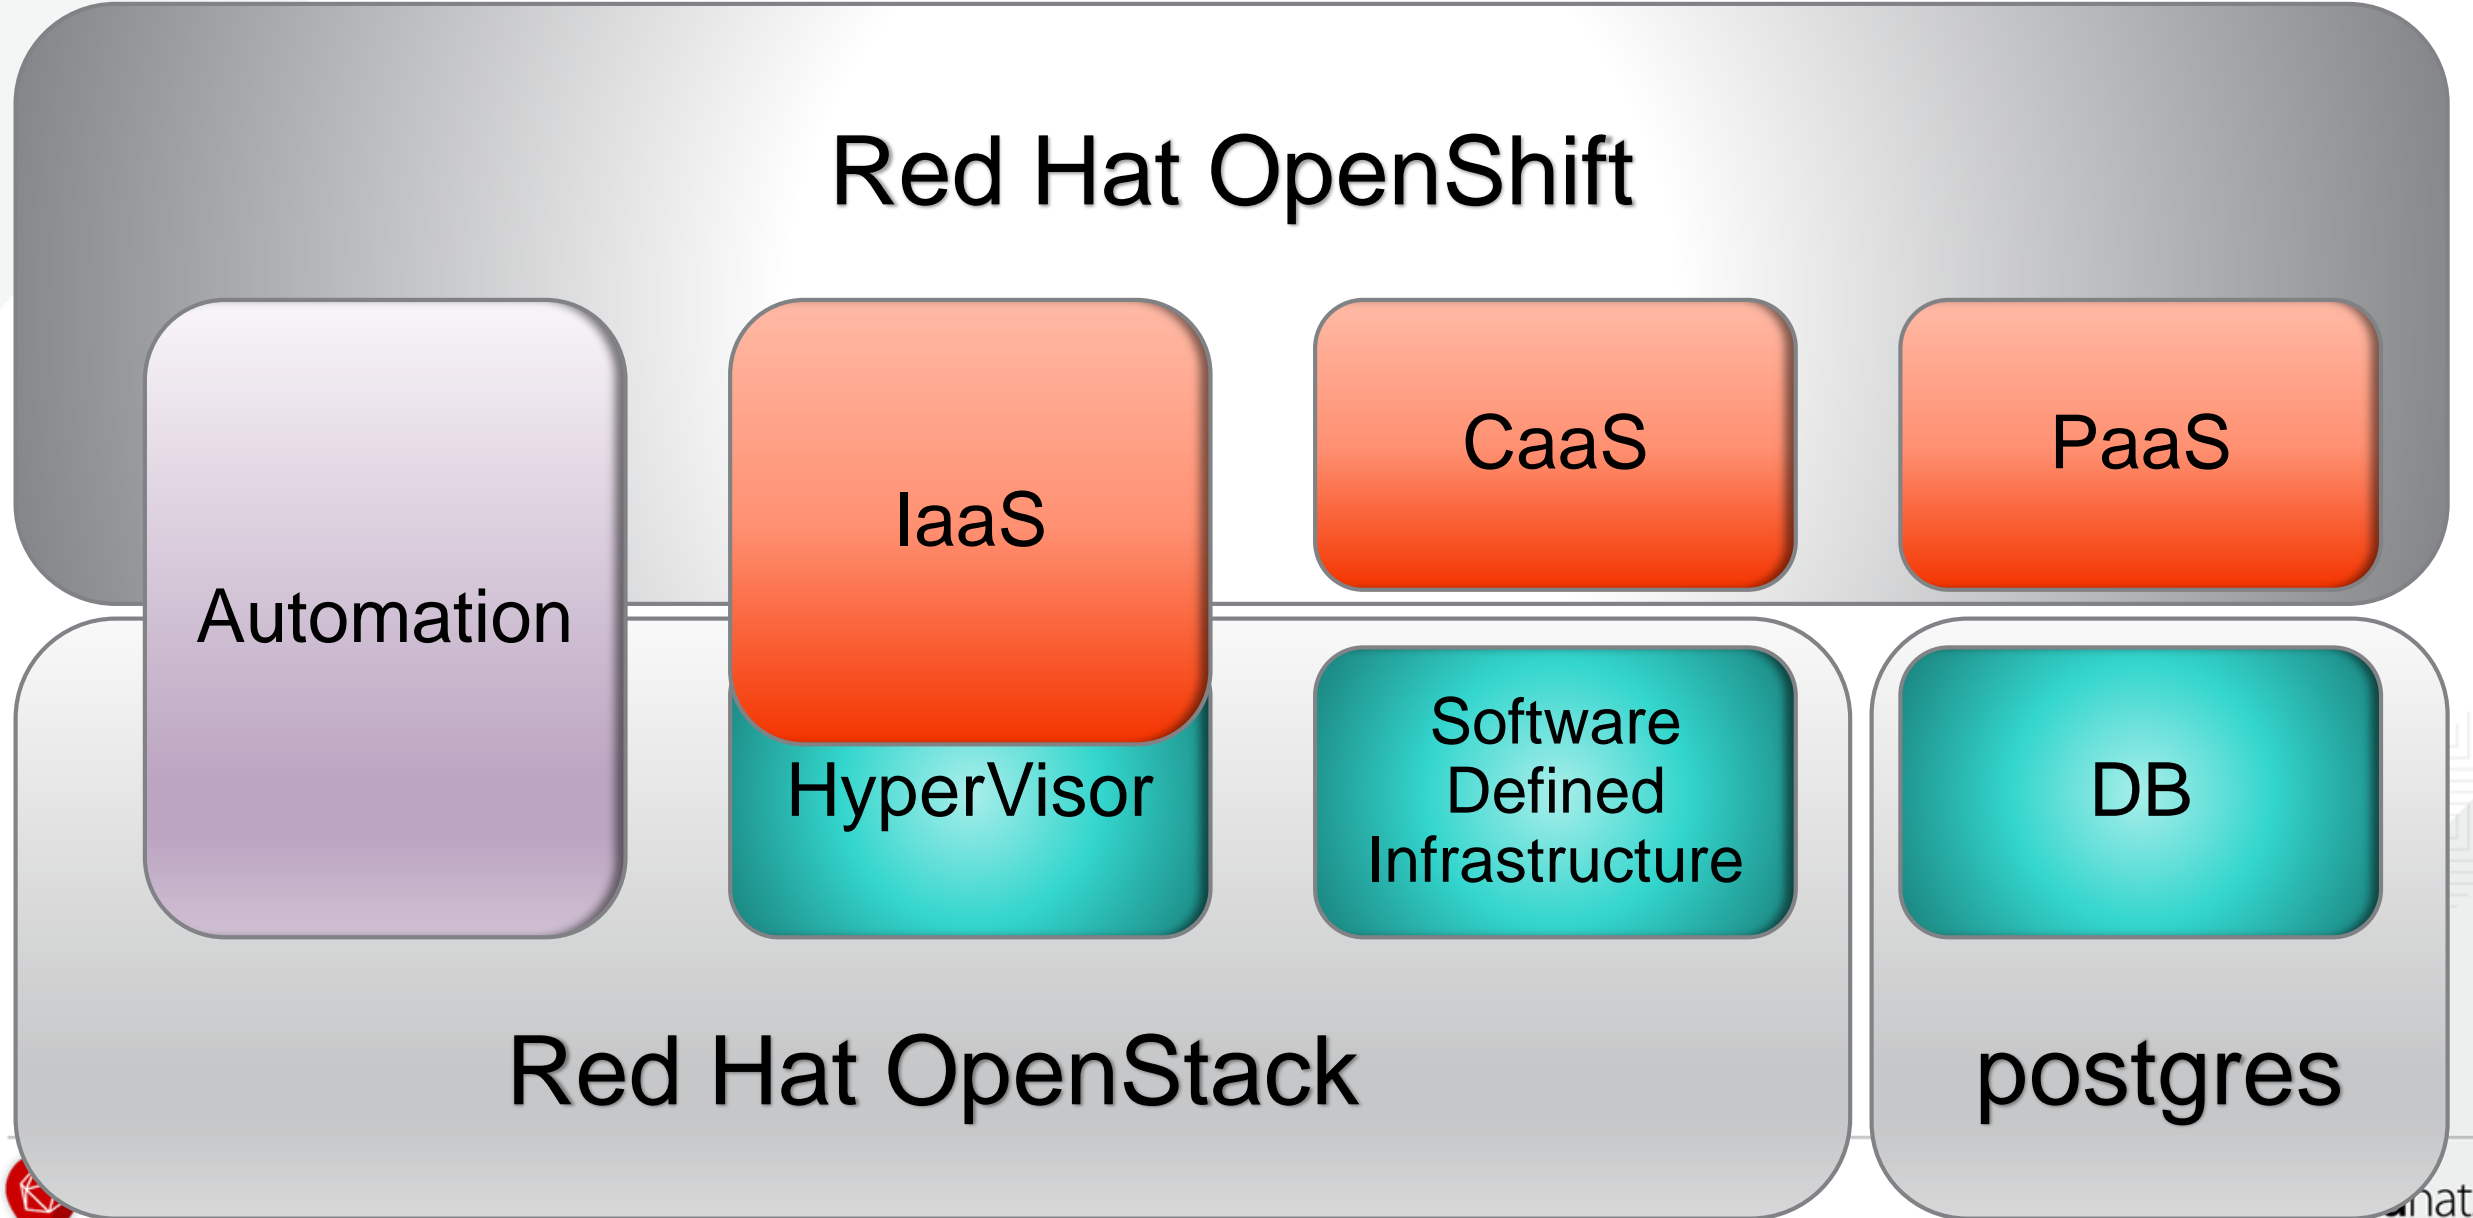 Red Hat OpenShift
Automation
IaaS
CaaS
PaaS
HyperVisor
Software
Defined
Infrastructure
DB
Red Hat OpenStack
postgres